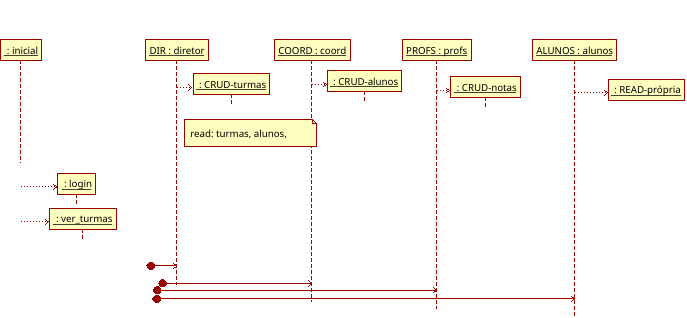 : inicial
DIR : diretor
COORD : coord
PROFS : profs
ALUNOS : alunos
: CRUD-turmas
: CRUD-alunos
: CRUD-notas
: READ-própria
read: turmas, alunos,
: login
: ver_turmas